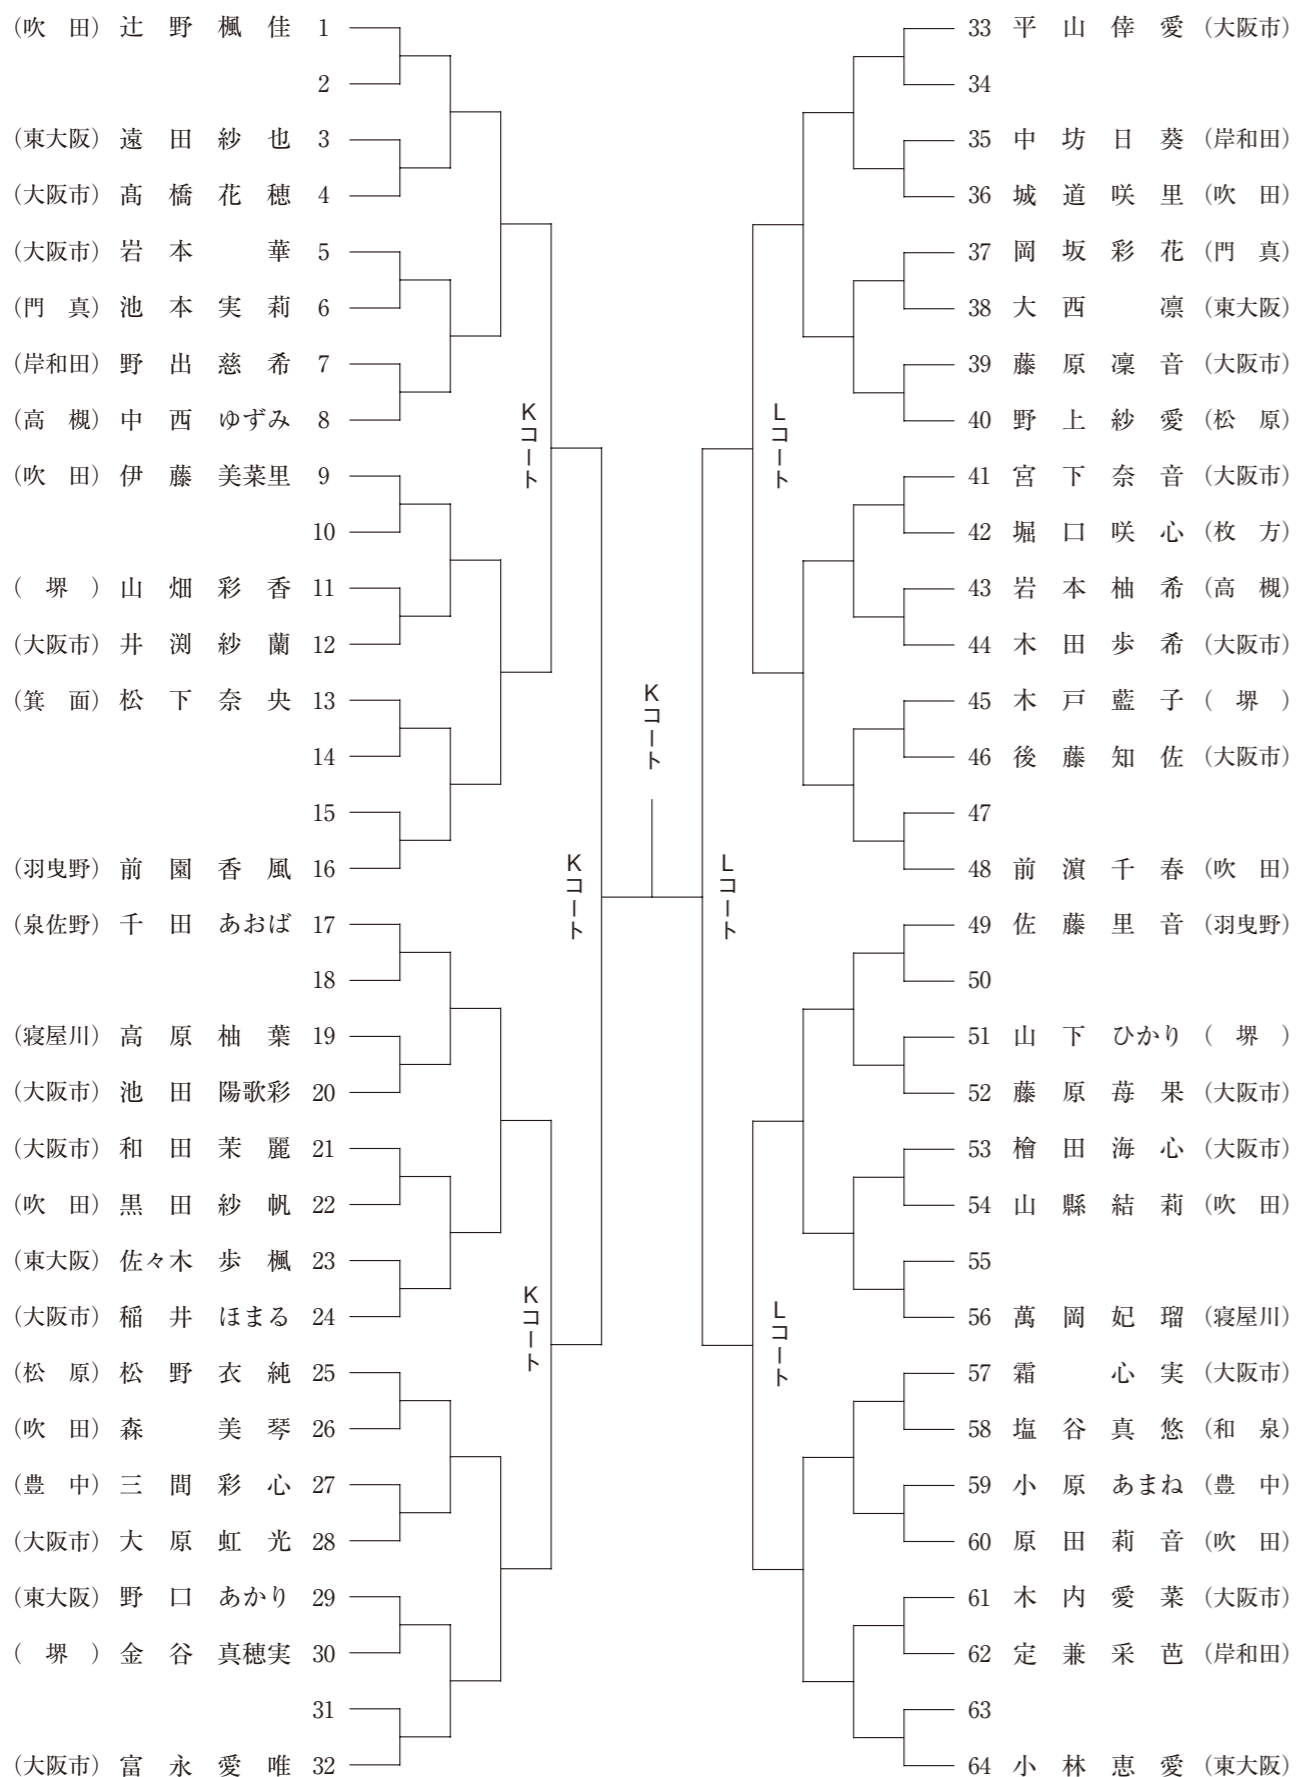 (吹　田) 辻　野　楓　佳　1
2
(東大阪) 遠　田　紗　也　3
(大阪市) 髙　橋　花　穂　4
(大阪市) 岩　本　　　華　5
(門　真) 池　本　実　莉　6
(岸和田) 野　出　慈　希　7
(高　槻) 中　西　ゆずみ　8
(吹　田) 伊　藤　美菜里　9
10
(　堺　) 山　畑　彩　香　11
(大阪市) 井　渕　紗　蘭　12
(箕　面) 松　下　奈　央　13
14
15
(羽曳野) 前　園　香　風　16
(泉佐野) 千　田　あおば　17
18
(寝屋川) 高　原　柚　葉　19
(大阪市) 池　田　陽歌彩　20
(大阪市) 和　田　茉　麗　21
(吹　田) 黒　田　紗　帆　22
(東大阪) 佐々木　歩　楓　23
(大阪市) 稲　井　ほまる　24
(松　原) 松　野　衣　純　25
(吹　田) 森　　　美　琴　26
(豊　中) 三　間　彩　心　27
(大阪市) 大　原　虹　光　28
(東大阪) 野　口　あかり　29
(　堺　) 金　谷　真穂実　30
31
(大阪市) 富　永　愛　唯　32
Kコート
Kコート
Kコート
Kコート
Lコート
Lコート
Lコート
33　平　山　倖　愛　(大阪市)
34
35　中　坊　日　葵　(岸和田)
36　城　道　咲　里　(吹　田)
37　岡　坂　彩　花　(門　真)
38　大　西　　　凛　(東大阪)
39　藤　原　凜　音　(大阪市)
40　野　上　紗　愛　(松　原)
41　宮　下　奈　音　(大阪市)
42　堀　口　咲　心　(枚　方)
43　岩　本　柚　希　(高　槻)
44　木　田　歩　希　(大阪市)
45　木　戸　藍　子　(　堺　)
46　後　藤　知　佐　(大阪市)
47
48　前　濵　千　春　(吹　田)
49　佐　藤　里　音　(羽曳野)
50
51　山　下　ひかり　(　堺　)
52　藤　原　苺　果　(大阪市)
53　檜　田　海　心　(大阪市)
54　山　縣　結　莉　(吹　田)
55
56　萬　岡　妃　瑠　(寝屋川)
57　霜　　　心　実　(大阪市)
58　塩　谷　真　悠　(和　泉)
59　小　原　あまね　(豊　中)
60　原　田　莉　音　(吹　田)
61　木　内　愛　菜　(大阪市)
62　定　兼　采　芭　(岸和田)
63
64　小　林　恵　愛　(東大阪)